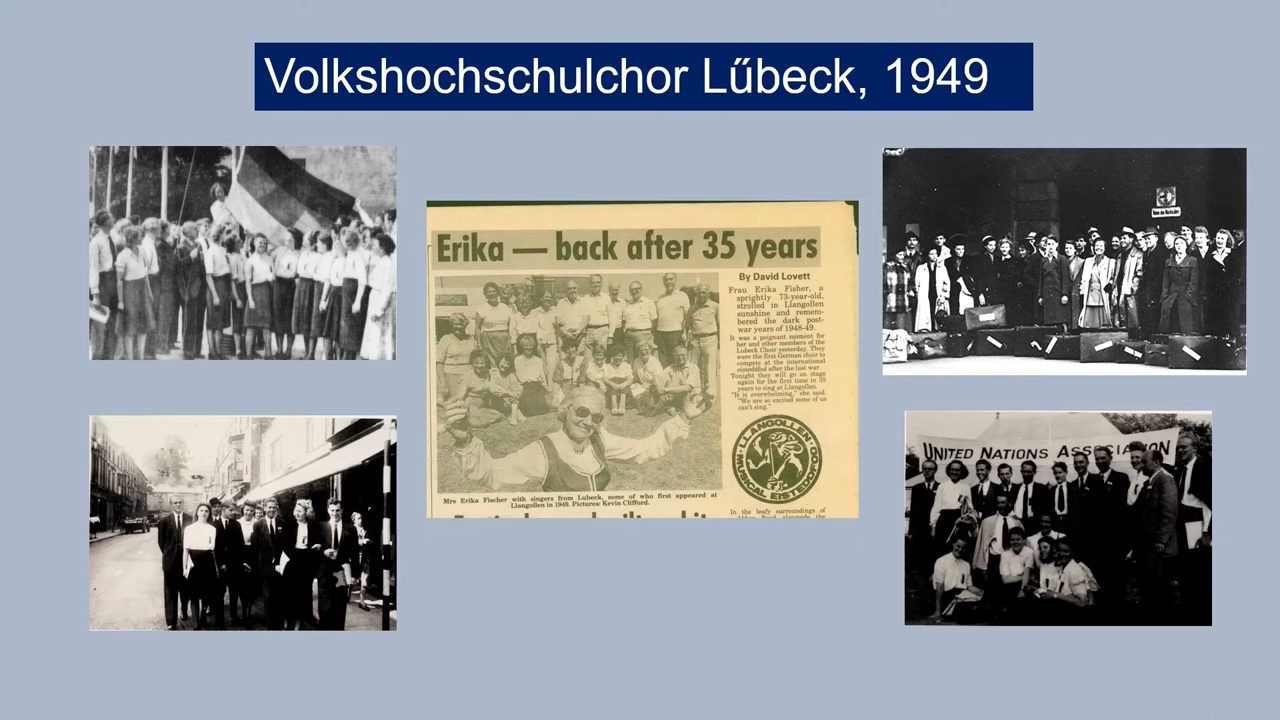 Volkshochschulchor Lűbeck, 1949
Erika — back after 35 years
By David Lovett
Frau Erika Fisher, a
sprightly 73-year-old,
strolled in Llangollen
sunshine and remem-
bered the dark post-
war years of 1948-49.
It was a poignant moment for
her and other members of the
Lubeck Choir yesterday. They
were the first German choir to
compete at the international
eisteddfod after the last war.
Tonight they will go on stage
again for the first time in 35
years to sing at Llangollen.
"It is overwhelming," she said.
"We are so excited some of us
can't sing."
LLANGOLLEN
MUSICAL EISTEDDFOD
Mrs Erika Fischer with singers from Lubeck, some of who first appeared at
Llangollen in 1949. Pictures: Kevin Clifford.
In the leafy surroundings of
UNITED NATIONS ASSOCIATION